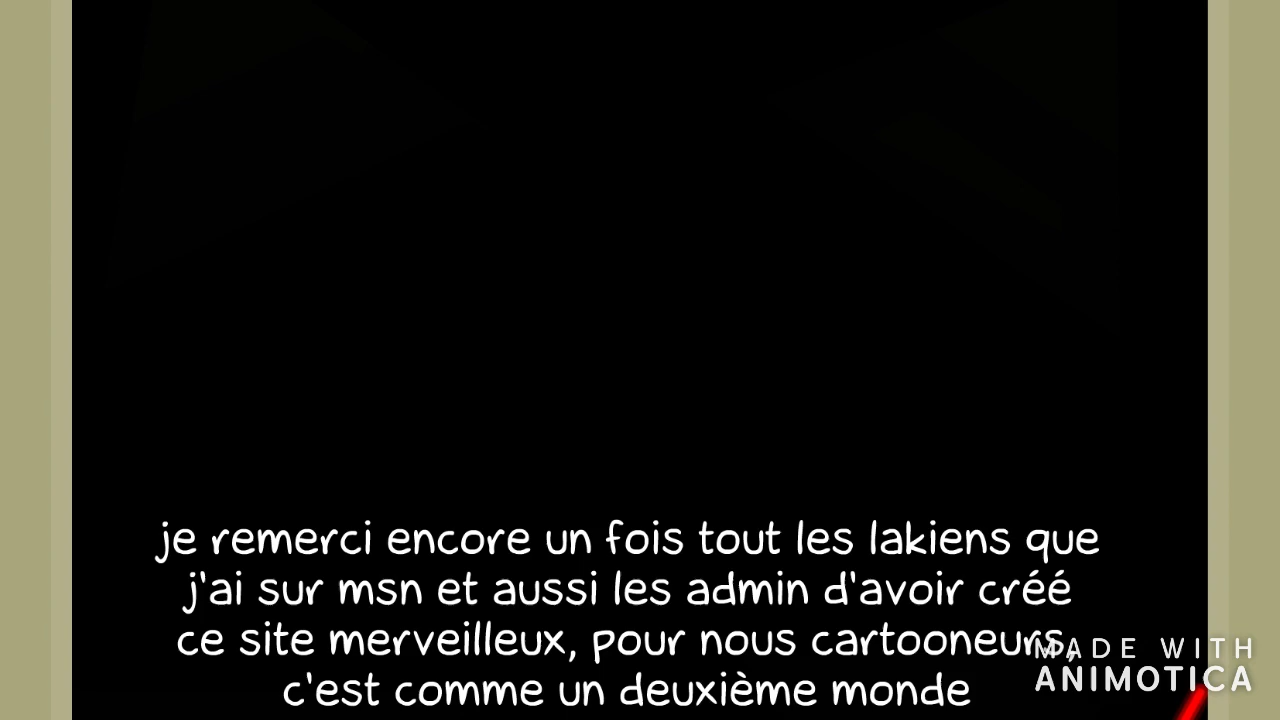 je remerci encore un fois tout les lakiens que
j'ai sur msn et aussi les admin d'avoir créé
ce site merveilleux, pour nous cartooneurs,
c'est comme un deuxième monde
MADE WITH
ANIMOTICA